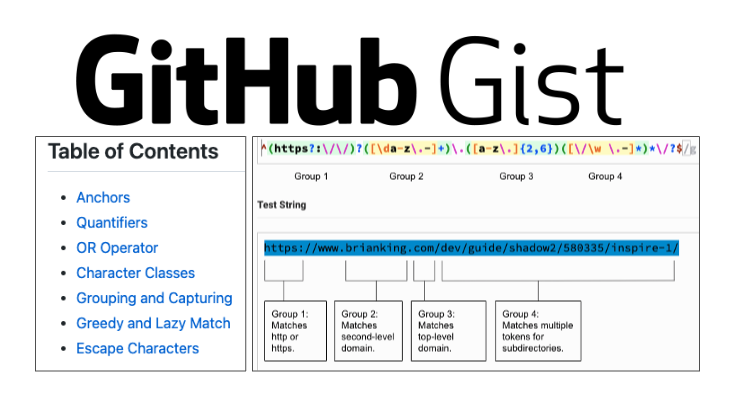 GitHub Gist
Table of Contents
Anchors
Quantifiers
OR Operator
Character Classes
Grouping and Capturing
Greedy and Lazy Match
Escape Characters
^(https?:\/\/)?([\da-z\.-]+)\.([a-z\.]{2,6})([\/\w \.-]*)*\/?$/g
Group 1 Group 2 Group 3 Group 4
Test String
https://www.brianking.com/dev/guide/shadow2/580335/inspire-1/
Group 1:
Matches
http or
https.
Group 2:
Matches
second-level
domain.
Group 3:
Matches
top-level
domain.
Group 4:
Matches multiple
tokens for
subdirectories.